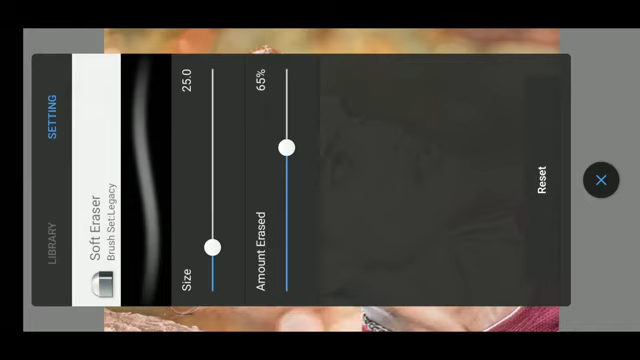 LIBRARY
SETTING
Soft Eraser
Brush Set:Legacy
Size
25.0
Amount Erased
65%
Reset